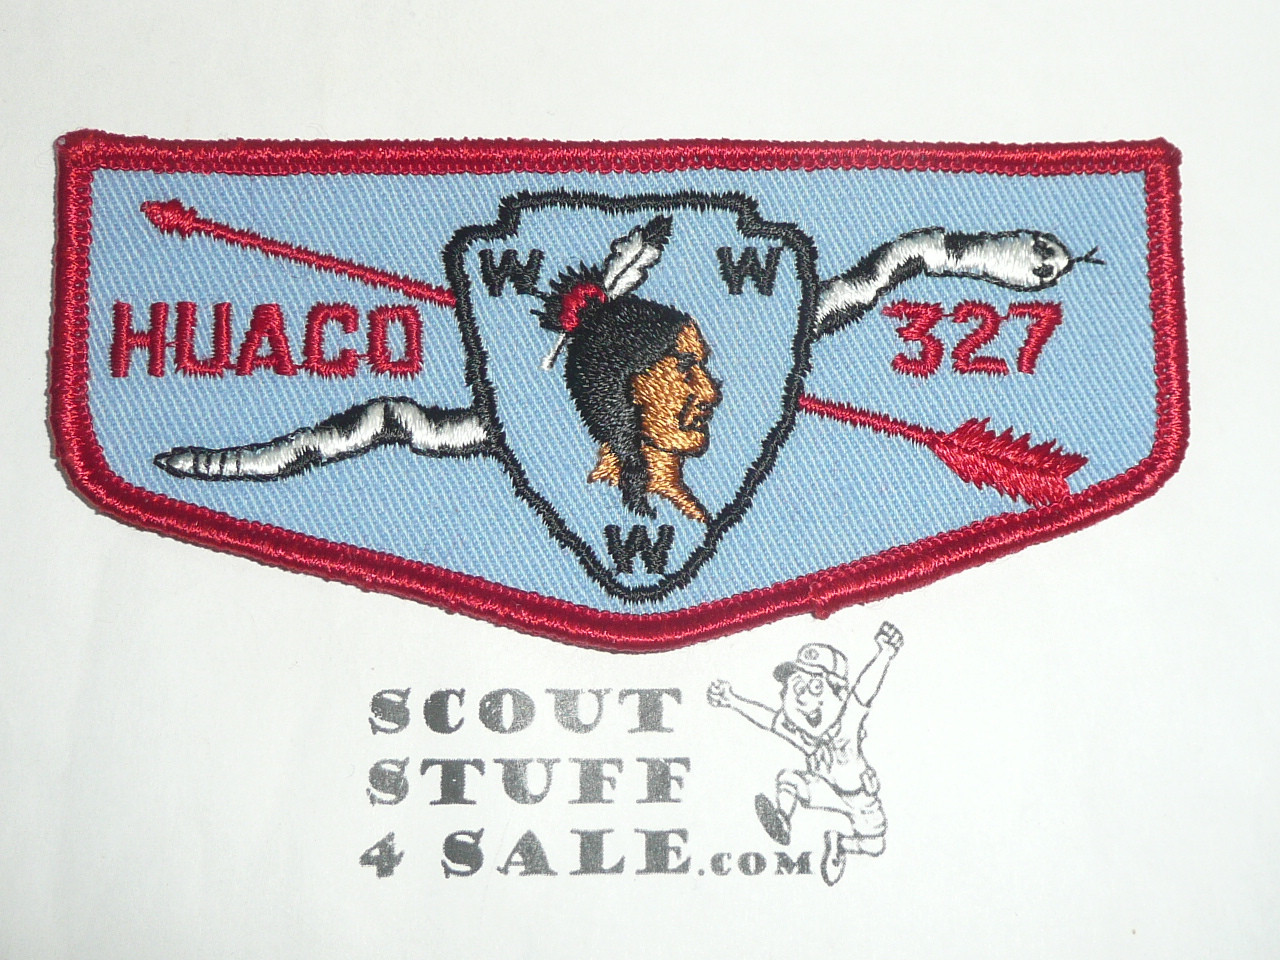 W W
HUACO 327
W
SCOUT
STUFF
4 SALE.COM